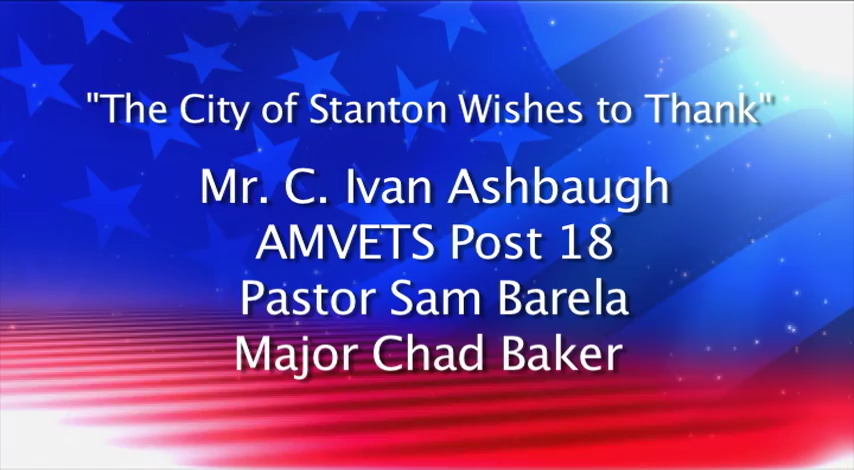 "The City of Stanton Wishes to Thank"
Mr. C. Ivan Ashbaugh
AMVETS Post 18
Pastor Sam Barela
Major Chad Baker